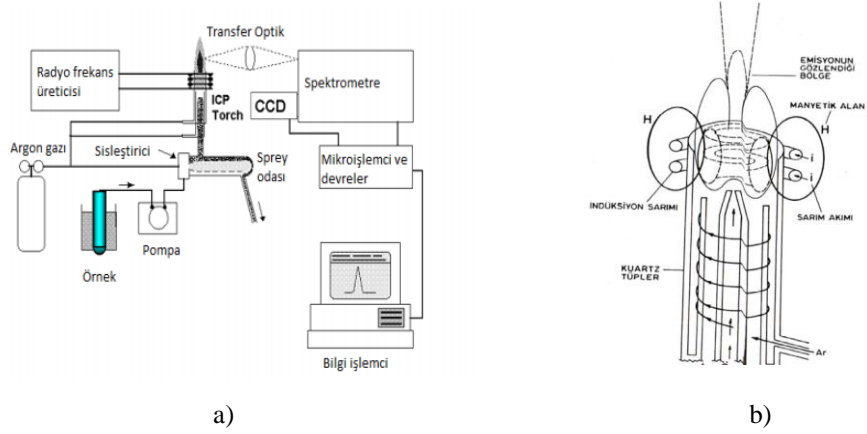 Transfer Optik
Radyo frekans
üreticisi
ICP
Torch
CCD
Spektrometre
Argon gazı
Sisleştirici
Sprey
odası
Mikroişlemci ve
devreler
Pompa
Örnek
Bilgi işlemci
a)
EMİSYONUN
GÖZLENDİĞİ
BÖLGE
MANYETİK ALAN
H
H
i
i
İNDÜKSİYON SARIMI
SARIM AKIMI
KUARTZ
TÜPLER
Ar
b)